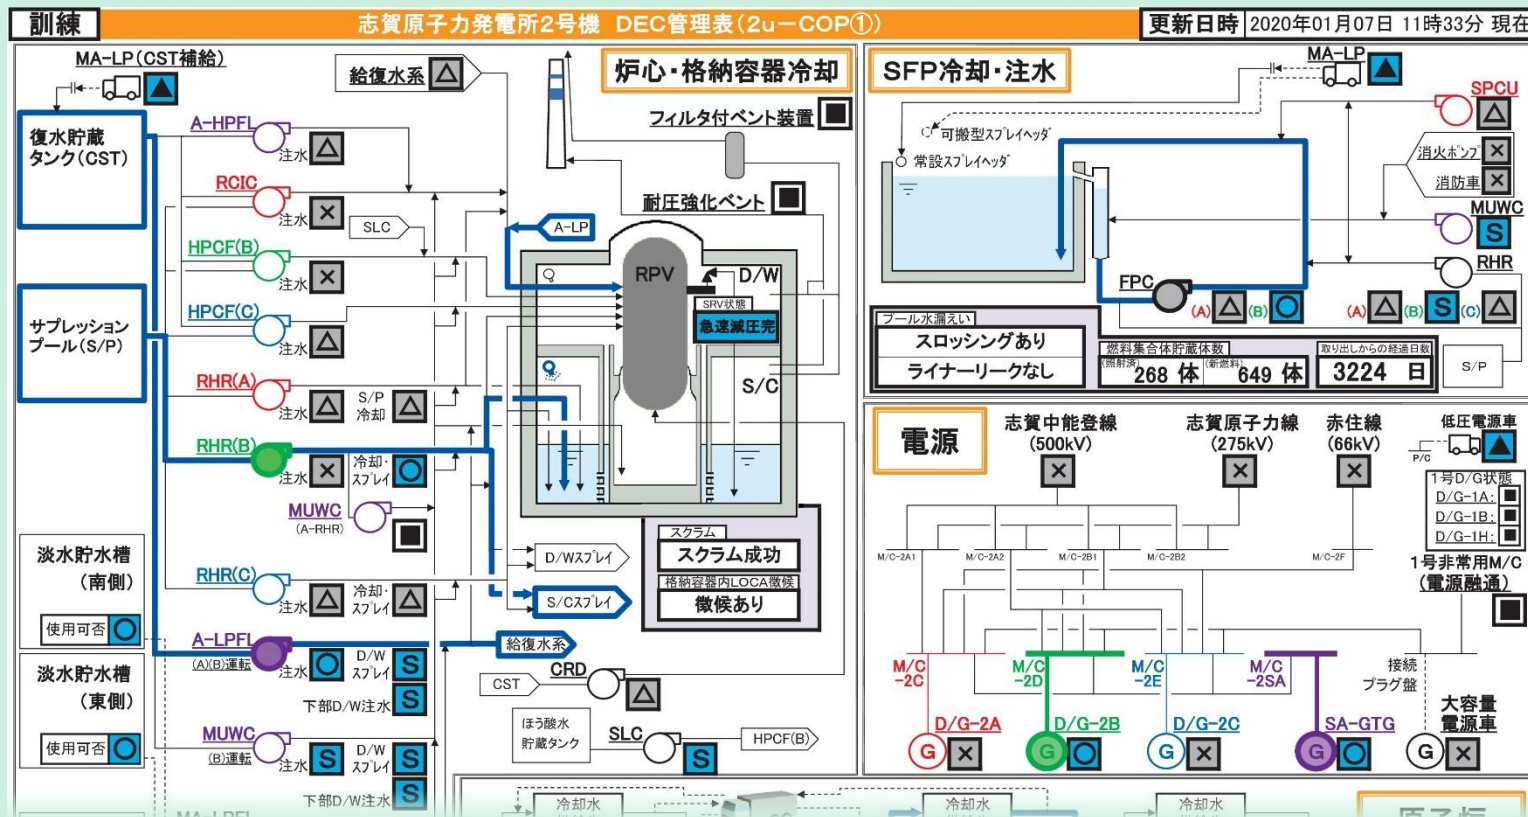 訓練
志賀原子力発電所2号機 DEC管理表(2u-COP①)
更新日時 2020年01月07日 11時33分 現在
炉心・格納容器冷却
MA-LP(CST補給)
▲
給復水系 △
復水貯蔵
タンク(CST)
サプレッション
プール(S/P)
A-HPFL
注水 △
RCIC
注水 ×
SLC
HPCF(B)
注水 ×
HPCF(C)
注水 △
RHR(A)
注水 △
S/P
冷却 △
RHR(B)
注水 ×
冷却・
スプレイ ○
MUWC
(A-RHR)
■
RHR(C)
注水 △
冷却・
スプレイ △
A-LPFL
(A)(B)運転
注水 ○
D/W
スプレイ S
下部D/W注水 S
MUWC
(B)運転
注水 S
D/W
スプレイ S
下部D/W注水 S
MA-LPFL
淡水貯水槽
(南側)
使用可否 ○
淡水貯水槽
(東側)
使用可否 ○
フィルタ付ベント装置 ■
耐圧強化ベント ■
A-LP
RPV
D/W
SRV状態
急速減圧完
S/C
スクラム
スクラム成功
格納容器内LOCA徴候
徴候あり
D/Wスプレイ
S/Cスプレイ
給復水系
CST
CRD
△
ほう酸水
貯蔵タンク
SLC
S
HPCF(B)
SFP冷却・注水
MA-LP
▲
可搬型スプレイヘッダ
常設スプレイヘッダ
SPCU
△
消火ポンプ ×
消防車 ×
MUWC
S
RHR
(A) △ (B) S (C) △
FPC
(A) △ (B) ○
S/P
プール水漏えい
スロッシングあり
ライナーリークなし
燃料集合体貯蔵体数
(照射済) 268 体 (新燃料) 649 体
取り出しからの経過日数
3224 日
電源
志賀中能登線
(500kV)
×
志賀原子力線
(275kV)
×
赤住線
(66kV)
×
低圧電源車
P/C
▲
1号D/G状態
D/G-1A: ■
D/G-1B: ■
D/G-1H: ■
1号非常用M/C
(電源融通)
■
M/C-2A1
M/C-2A2
M/C-2B1
M/C-2B2
M/C-2F
M/C
-2C
M/C
-2D
M/C
-2E
M/C
-2SA
接続
プラグ盤
D/G-2A
G ×
D/G-2B
G ○
D/G-2C
G ×
SA-GTG
G ○
大容量
電源車
G ×
冷却水
冷却水
冷却水